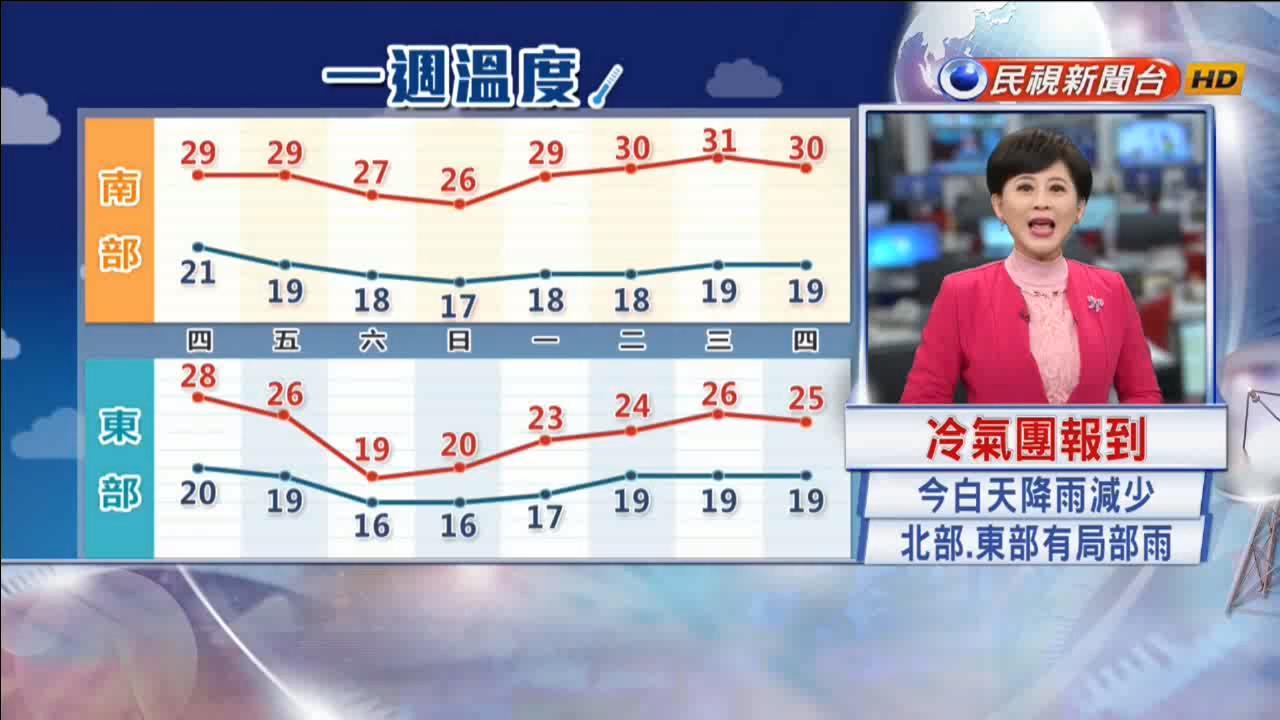 一週溫度
民視新聞台 HD
南部
29 29 27 26 29 30 31 30
21 19 18 17 18 18 19 19
四 五 六 日 一 二 三 四
東部
28 26 19 20 23 24 26 25
20 19 16 16 17 19 19 19
冷氣團報到
今白天降雨減少
北部.東部有局部雨